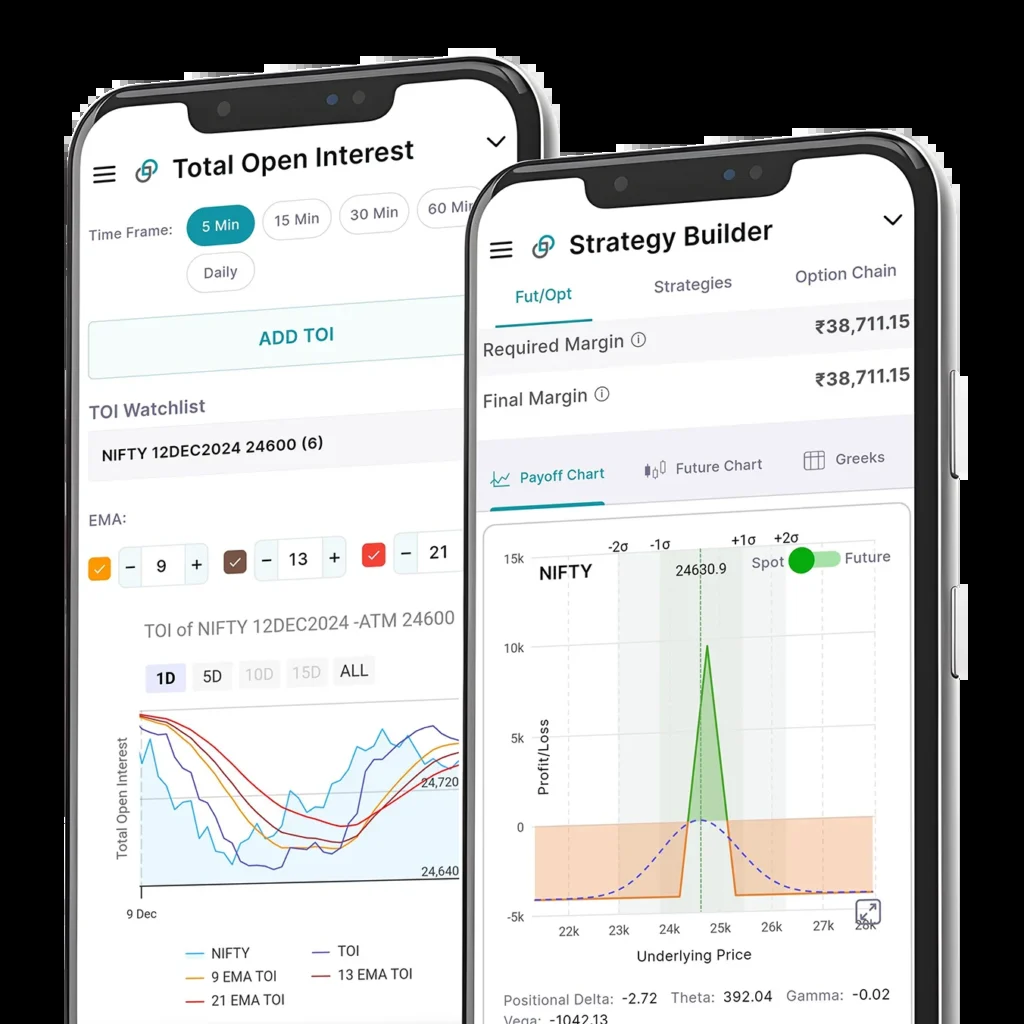 Total Open Interest
Time Frame:
5 Min
15 Min
30 Min
60 Min
Daily
ADD TOI
TOI Watchlist
NIFTY 12DEC2024 24600 (6)
EMA:
− 9 +
− 13 +
− 21
TOI of NIFTY 12DEC2024 -ATM 24600
1D 5D 10D 15D ALL
Total Open Interest
24,720
24,640
9 Dec
NIFTY TOI
9 EMA TOI 13 EMA TOI
21 EMA TOI
Strategy Builder
Fut/Opt Strategies Option Chain
Required Margin ₹38,711.15
Final Margin ₹38,711.15
Payoff Chart Future Chart Greeks
-2σ -1σ +1σ +2σ
15k
NIFTY
24630.9
Spot Future
10k
5k
0
-5k
Profit/Loss
22k 23k 24k 25k 26k 27k 28k
Underlying Price
Positional Delta: -2.72 Theta: 392.04 Gamma: -0.02
Vega: -1042.13